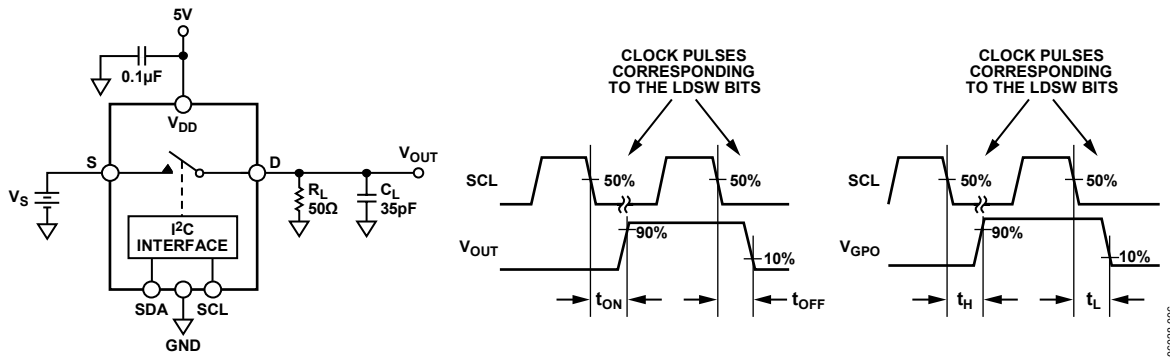 5V
0.1µF
VDD
S
D
VOUT
VS
RL
50Ω
CL
35pF
I2C
INTERFACE
SDA
SCL
GND
CLOCK PULSES
CORRESPONDING
TO THE LDSW BITS
SCL
50%
50%
VOUT
90%
10%
tON
tOFF
CLOCK PULSES
CORRESPONDING
TO THE LDSW BITS
SCL
50%
50%
VGPO
90%
10%
tH
tL